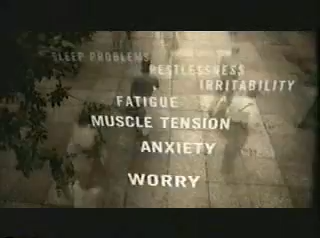 SLEEP PROBLEMS
RESTLESSNESS
IRRITABILITY
FATIGUE
MUSCLE TENSION
ANXIETY
WORRY